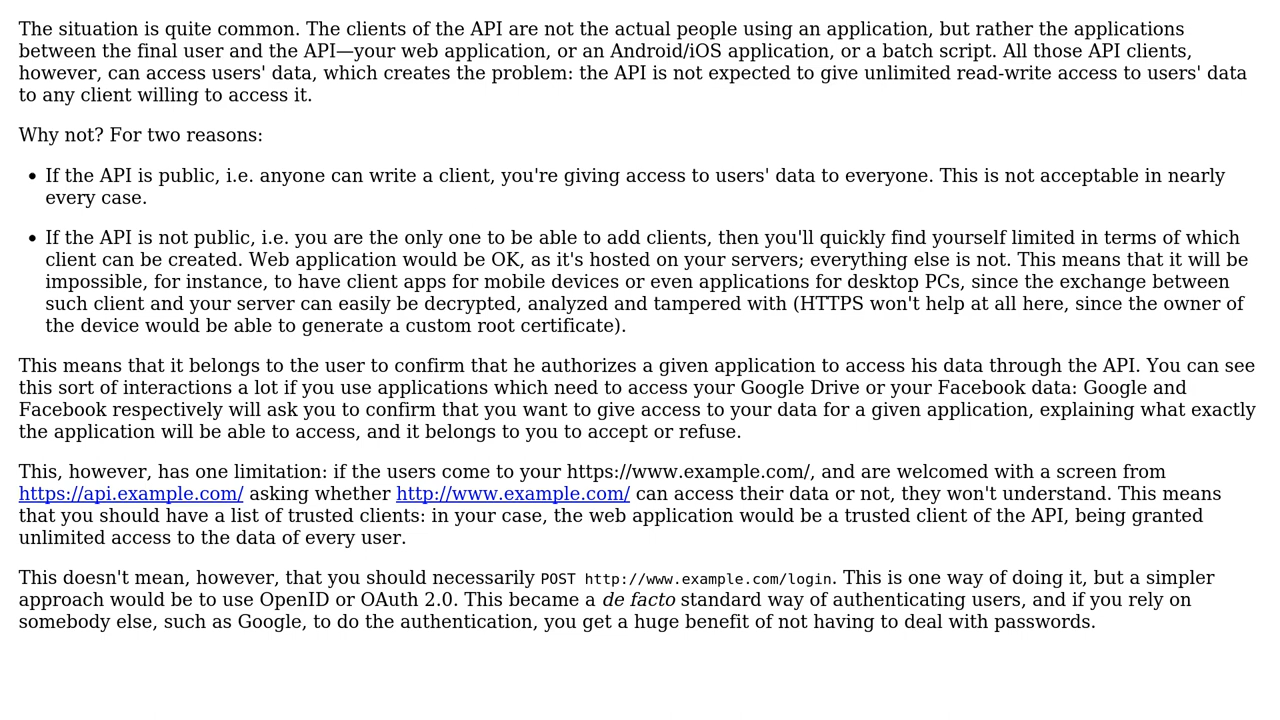 The situation is quite common. The clients of the API are not the actual people using an application, but rather the applications
between the final user and the API—your web application, or an Android/iOS application, or a batch script. All those API clients,
however, can access users' data, which creates the problem: the API is not expected to give unlimited read-write access to users' data
to any client willing to access it.
Why not? For two reasons:
• If the API is public, i.e. anyone can write a client, you're giving access to users' data to everyone. This is not acceptable in nearly
every case.
• If the API is not public, i.e. you are the only one to be able to add clients, then you'll quickly find yourself limited in terms of which
client can be created. Web application would be OK, as it's hosted on your servers; everything else is not. This means that it will be
impossible, for instance, to have client apps for mobile devices or even applications for desktop PCs, since the exchange between
such client and your server can easily be decrypted, analyzed and tampered with (HTTPS won't help at all here, since the owner of
the device would be able to generate a custom root certificate).
This means that it belongs to the user to confirm that he authorizes a given application to access his data through the API. You can see
this sort of interactions a lot if you use applications which need to access your Google Drive or your Facebook data: Google and
Facebook respectively will ask you to confirm that you want to give access to your data for a given application, explaining what exactly
the application will be able to access, and it belongs to you to accept or refuse.
This, however, has one limitation: if the users come to your https://www.example.com/, and are welcomed with a screen from
https://api.example.com/ asking whether http://www.example.com/ can access their data or not, they won't understand. This means
that you should have a list of trusted clients: in your case, the web application would be a trusted client of the API, being granted
unlimited access to the data of every user.
This doesn't mean, however, that you should necessarily POST http://www.example.com/login. This is one way of doing it, but a simpler
approach would be to use OpenID or OAuth 2.0. This became a de facto standard way of authenticating users, and if you rely on
somebody else, such as Google, to do the authentication, you get a huge benefit of not having to deal with passwords.